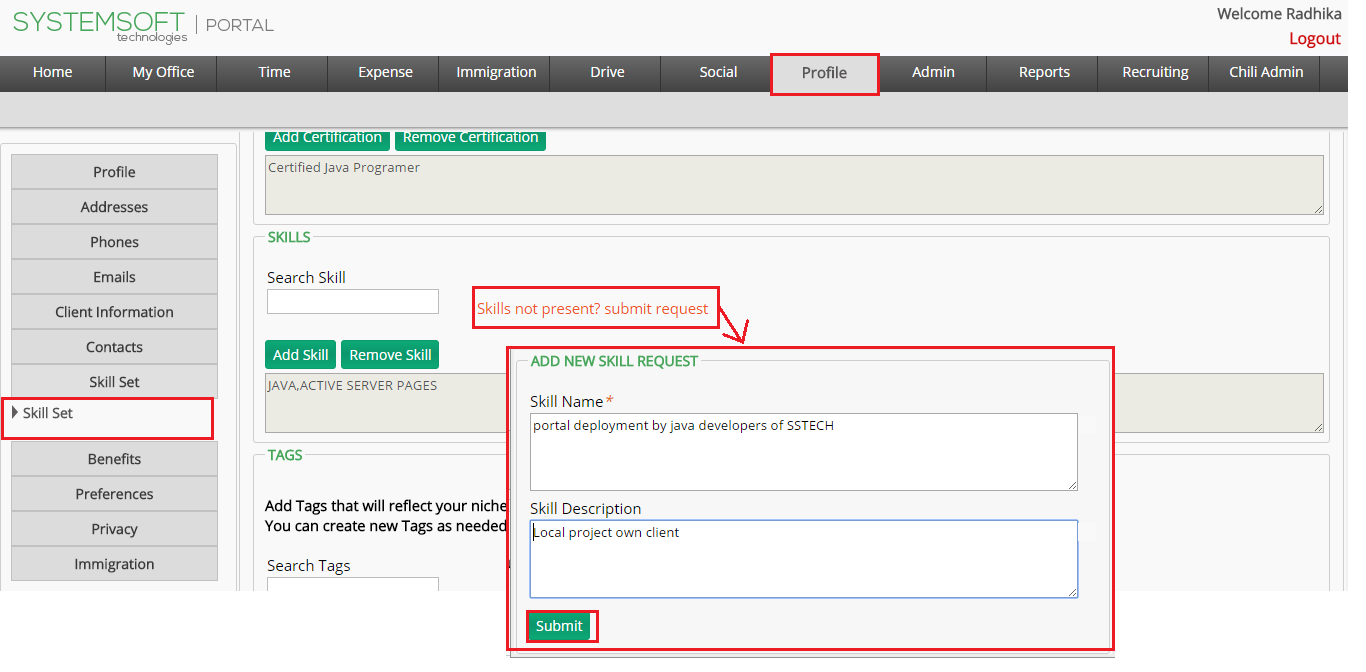 SYSTEMSOFT
technologies
PORTAL
Welcome Radhika
Logout
Home My Office Time Expense Immigration Drive Social Profile Admin Reports Recruiting Chili Admin
Profile
Addresses
Phones
Emails
Client Information
Contacts
Skill Set
Skill Set
Benefits
Preferences
Privacy
Immigration
Add Certification Remove Certification
Certified Java Programer
SKILLS
Search Skill
Skills not present? submit request
Add Skill Remove Skill
JAVA,ACTIVE SERVER PAGES
TAGS
Add Tags that will reflect your niche
You can create new Tags as needed
Search Tags
ADD NEW SKILL REQUEST
Skill Name*
portal deployment by java developers of SSTECH
Skill Description
Local project own client
Submit